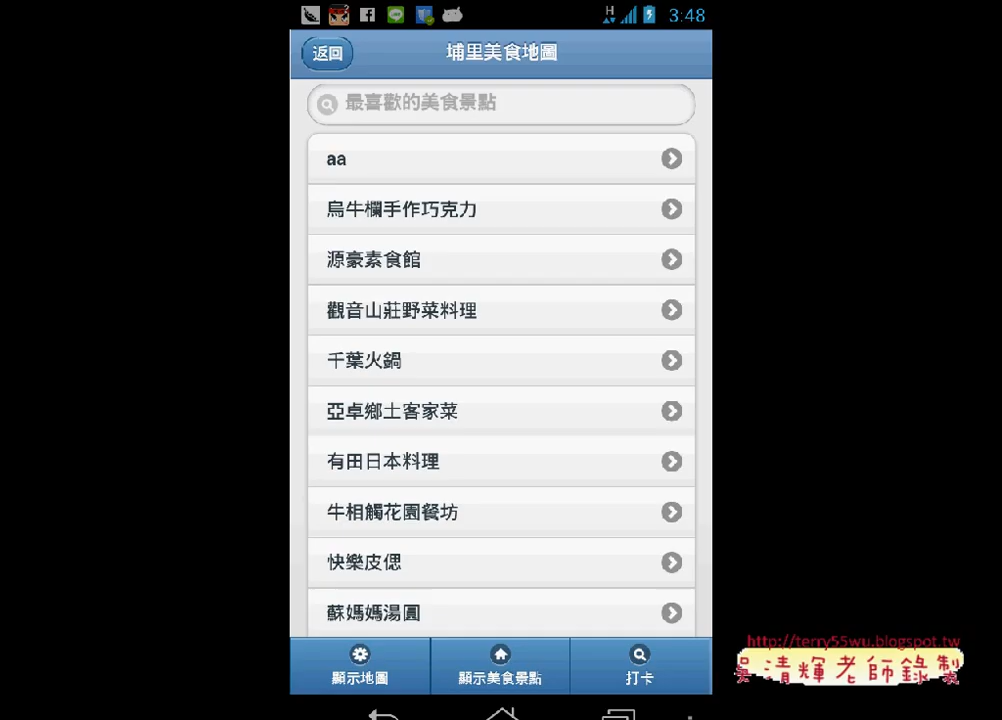 H 3:48
返回
埔里美食地圖
最喜歡的美食景點
aa
烏牛欄手作巧克力
源豪素食館
觀音山莊野菜料理
千葉火鍋
亞卓鄉土客家菜
有田日本料理
牛相觸花園餐坊
快樂皮偲
蘇媽媽湯圓
顯示地圖
顯示美食景點
打卡
http://terry55wu.blogspot.tw
吳清輝老師錄製